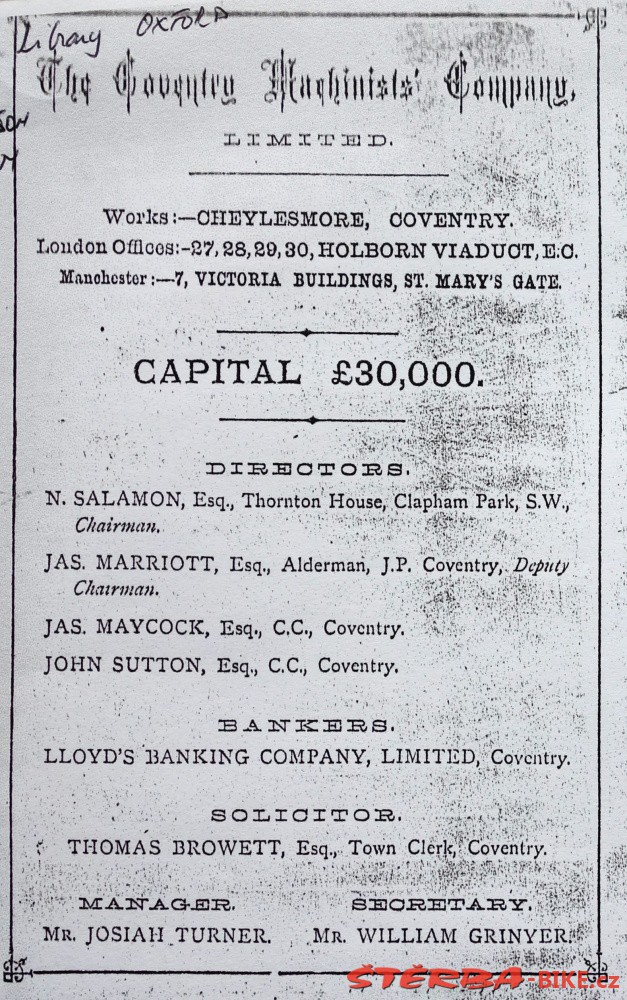 Library OXFORD
The Coventry Machinists' Company,
LIMITED.
Works:—CHEYLESMORE, COVENTRY.
London Offices:-27, 28, 29, 30, HOLBORN VIADUCT, E.C.
Manchester:—7, VICTORIA BUILDINGS, ST. MARY'S GATE.
CAPITAL £30,000.
DIRECTORS.
N. SALAMON, Esq., Thornton House, Clapham Park, S.W.,
Chairman.
JAS. MARRIOTT, Esq., Alderman, J.P. Coventry, Deputy
Chairman.
JAS. MAYCOCK, Esq., C.C., Coventry.
JOHN SUTTON, Esq., C.C., Coventry.
BANKERS.
LLOYD'S BANKING COMPANY, LIMITED, Coventry.
SOLICITOR.
THOMAS BROWETT, Esq., Town Clerk, Coventry.
MANAGER. SECRETARY.
MR. JOSIAH TURNER. MR. WILLIAM GRINYER.
ŠTĚRBA-BIKE.cz